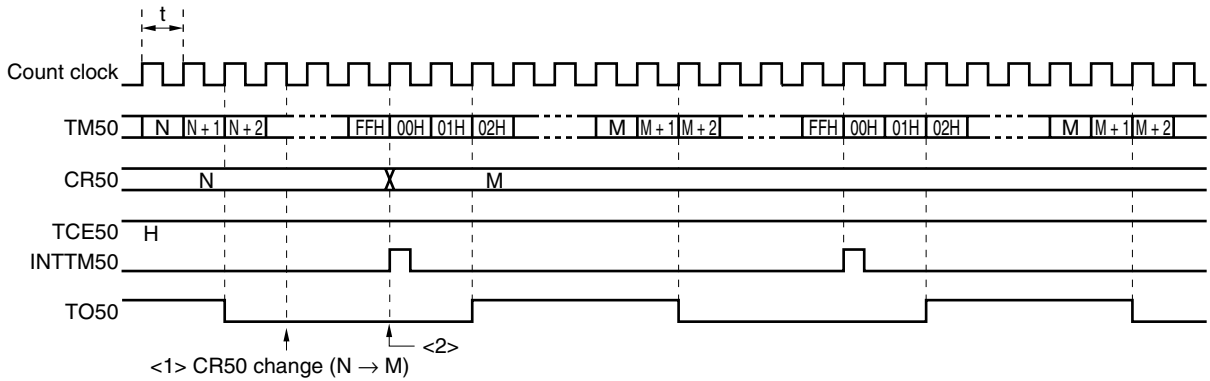 t
Count clock
TM50 N N + 1 N + 2 FFH 00H 01H 02H M M + 1 M + 2 FFH 00H 01H 02H M M + 1 M + 2
CR50 N M
TCE50 H
INTTM50
TO50
<2>
<1> CR50 change (N → M)